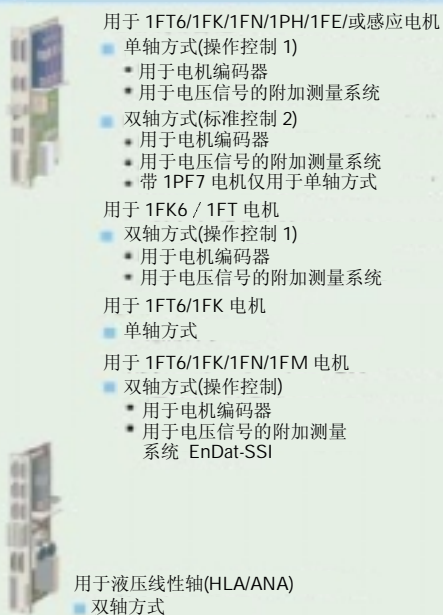 用于 1FT6/1FK/1FN/1PH/1FE/或感应电机
单轴方式(操作控制 1)
用于电机编码器
用于电压信号的附加测量系统
双轴方式(标准控制 2)
用于电机编码器
用于电压信号的附加测量系统
带 1PF7 电机仅用于单轴方式
用于 1FK6 / 1FT 电机
双轴方式(操作控制 1)
用于电机编码器
用于电压信号的附加测量系统
用于 1FT6/1FK 电机
单轴方式
用于 1FT6/1FK/1FN/1FM 电机
双轴方式(操作控制)
用于电机编码器
用于电压信号的附加测量
系统 EnDat-SSI
用于液压线性轴(HLA/ANA)
双轴方式